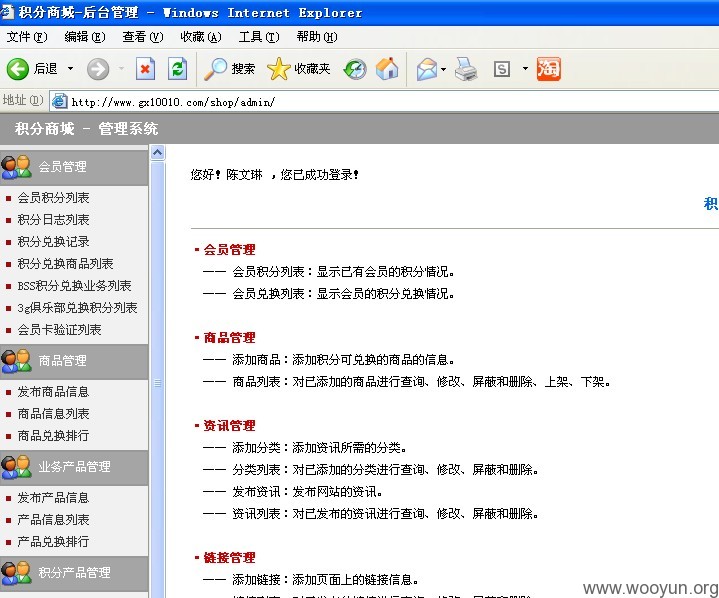 积分商城-后台管理 - Windows Internet Explorer
文件(F) 编辑(E) 查看(V) 收藏(A) 工具(T) 帮助(H)
后退 搜索 收藏夹 S 淘
地址(D) http://www.gx10010.com/shop/admin/
积分商城 - 管理系统
会员管理
会员积分列表
积分日志列表
积分兑换记录
积分兑换商品列表
BSS积分兑换业务列表
3g俱乐部兑换积分列表
会员卡验证列表
商品管理
发布商品信息
商品信息列表
商品兑换排行
业务产品管理
发布产品信息
产品信息列表
产品兑换排行
积分产品管理
您好！陈文琳 ，您已成功登录！
积
会员管理
—— 会员积分列表：显示已有会员的积分情况。
—— 会员兑换列表：显示会员的积分兑换情况。
商品管理
—— 添加商品：添加积分可兑换的商品的信息。
—— 商品列表：对已添加的商品进行查询、修改、屏蔽和删除、上架、下架。
资讯管理
—— 添加分类：添加资讯所需的分类。
—— 分类列表：对已添加的分类进行查询、修改、屏蔽和删除。
—— 发布资讯：发布网站的资讯。
—— 资讯列表：对已发布的资讯进行查询、修改、屏蔽和删除。
链接管理
—— 添加链接：添加页面上的链接信息。
www.wooyun.org